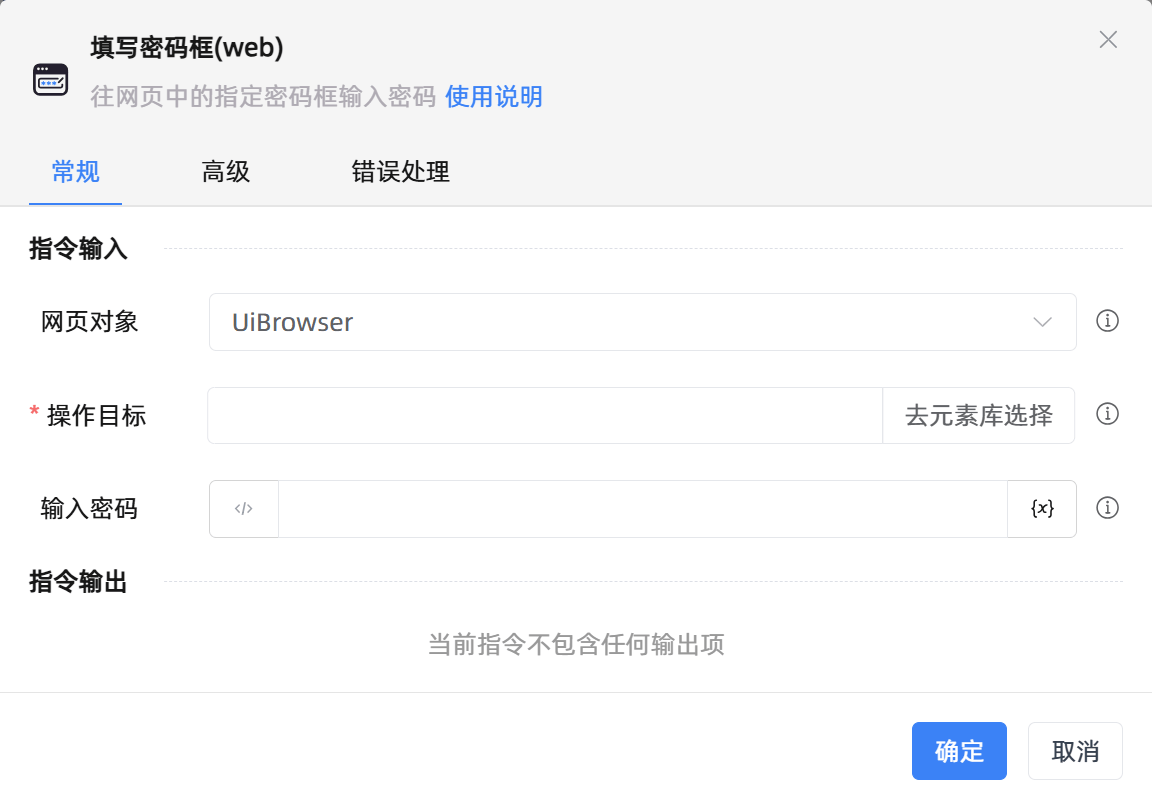 填写密码框(web)
往网页中的指定密码框输入密码 使用说明
常规 高级 错误处理
指令输入
网页对象 UiBrowser
* 操作目标 去元素库选择
输入密码 </> {x}
指令输出
当前指令不包含任何输出项
确定 取消